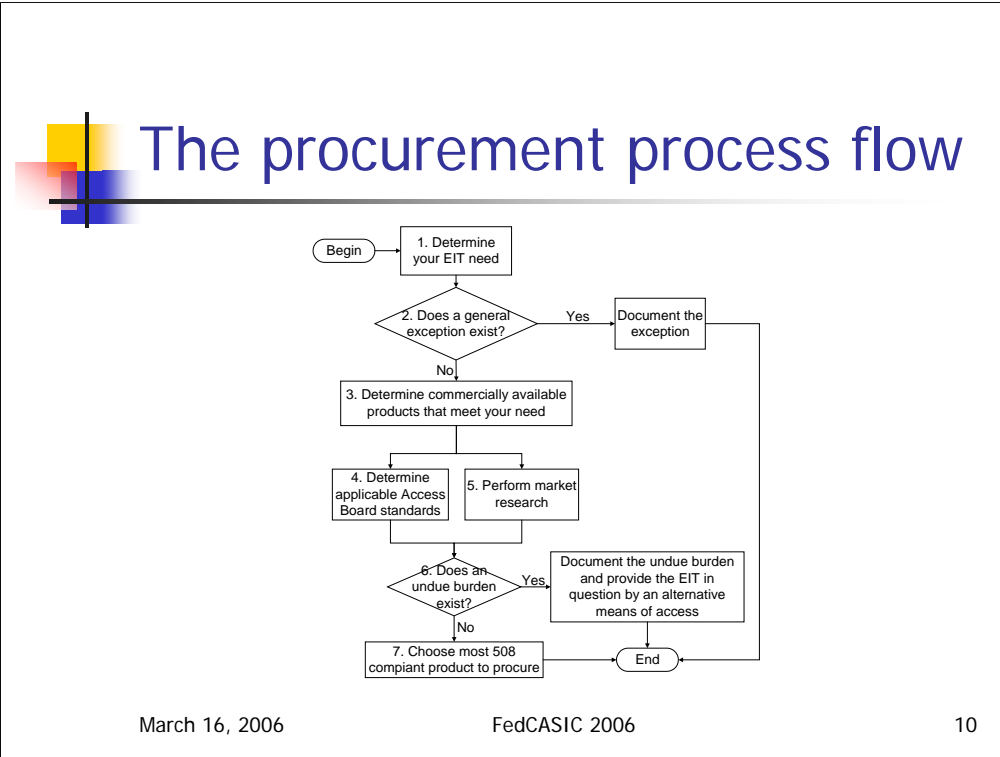 The procurement process flow
Begin
1. Determine
your EIT need
2. Does a general
exception exist?
Yes
Document the
exception
No
3. Determine commercially available
products that meet your need
4. Determine
applicable Access
Board standards
5. Perform market
research
6. Does an
undue burden
exist?
Yes
Document the undue burden
and provide the EIT in
question by an alternative
means of access
No
7. Choose most 508
compiant product to procure
End
March 16, 2006
FedCASIC 2006
10